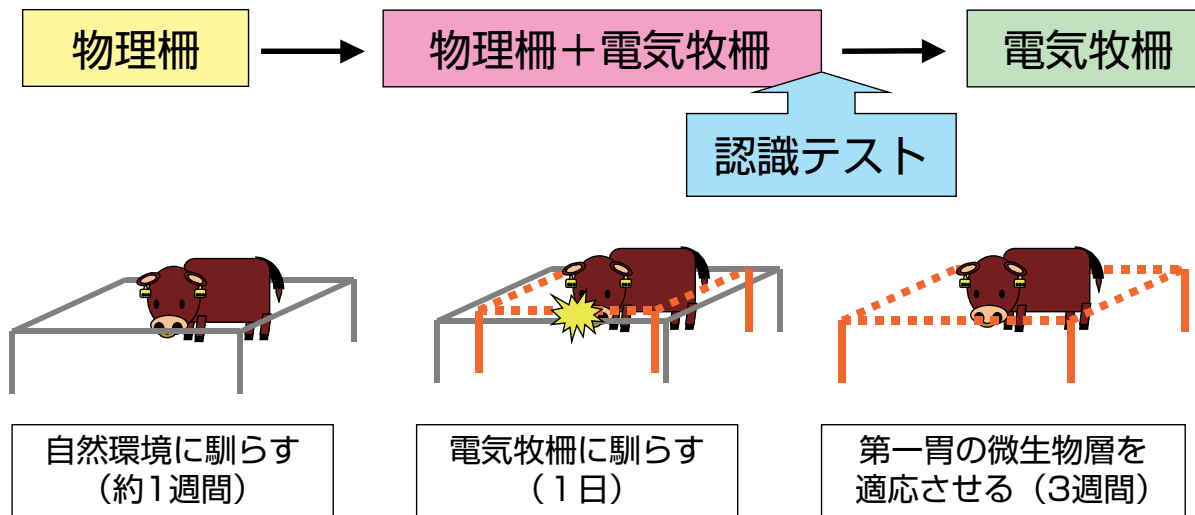 物理柵
物理柵＋電気牧柵
電気牧柵
認識テスト
自然環境に馴らす
（約1週間）
電気牧柵に馴らす
（１日）
第一胃の微生物層を
適応させる（3週間）